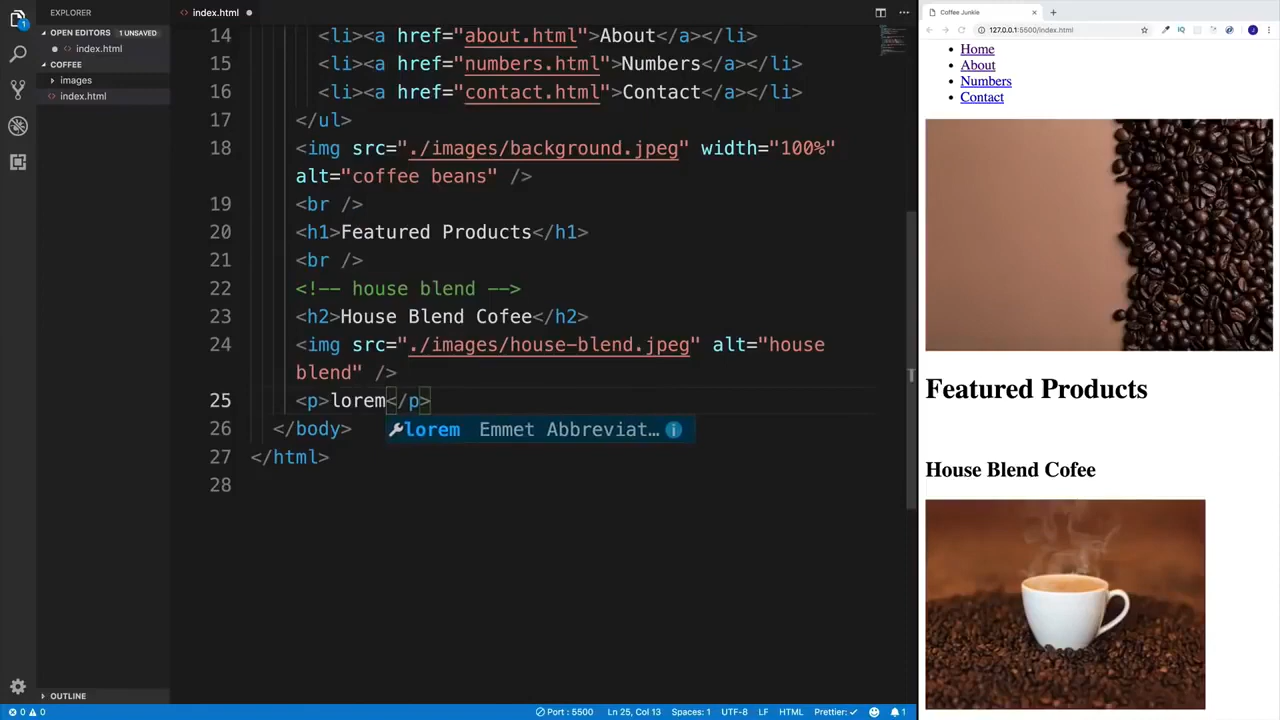 EXPLORER
OPEN EDITORS 1 UNSAVED
index.html
COFFEE
images
index.html
OUTLINE
index.html
14 <li><a href="about.html">About</a></li>
15 <li><a href="numbers.html">Numbers</a></li>
16 <li><a href="contact.html">Contact</a></li>
17 </ul>
18 <img src="./images/background.jpeg" width="100%"
alt="coffee beans" />
19 <br />
20 <h1>Featured Products</h1>
21 <br />
22 <!-- house blend -->
23 <h2>House Blend Cofee</h2>
24 <img src="./images/house-blend.jpeg" alt="house
blend" />
25 <p>lorem</p>
lorem Emmet Abbreviat…
26 </body>
27 </html>
28
0 0
Port : 5500 Ln 25, Col 13 Spaces: 1 UTF-8 LF HTML Prettier: ✓ 1
Coffee Junkie
127.0.0.1:5500/index.html
Home
About
Numbers
Contact
Featured Products
House Blend Cofee